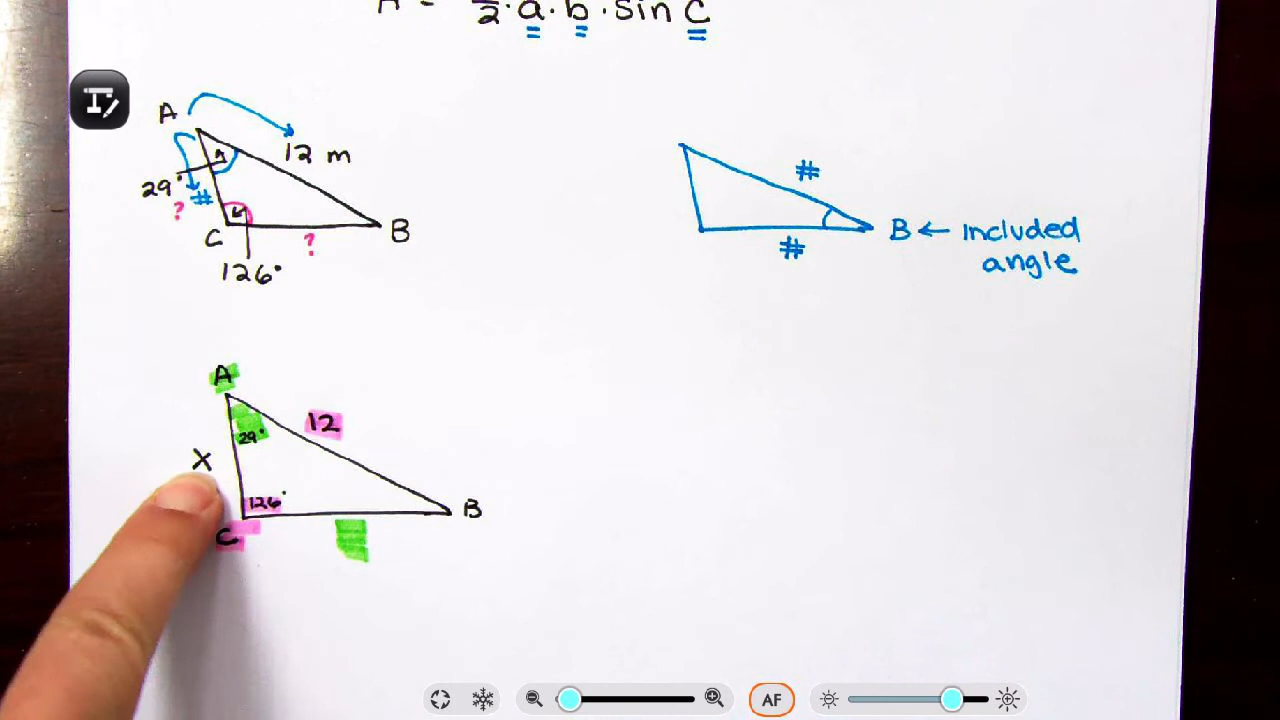 A = 1/2 · a · b · sin C
A
12 m
29°
#
?
C
B
?
126°
#
#
B ← included
angle
A
12
29°
X
126°
B
C
AF